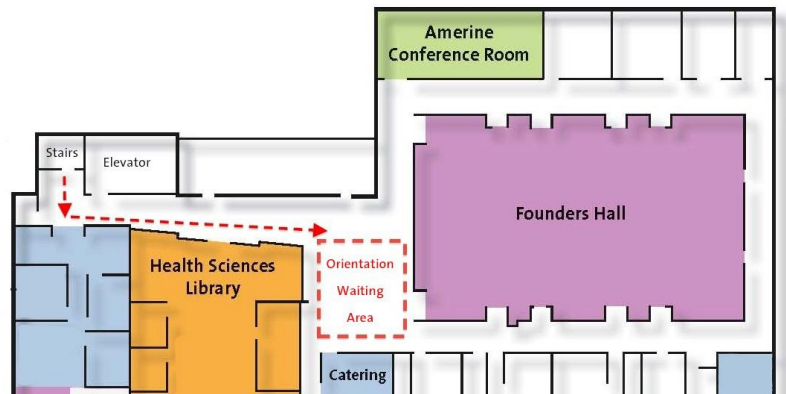 Amerine
Conference Room
Stairs
Elevator
Founders Hall
Health Sciences
Library
Orientation
Waiting
Area
Catering